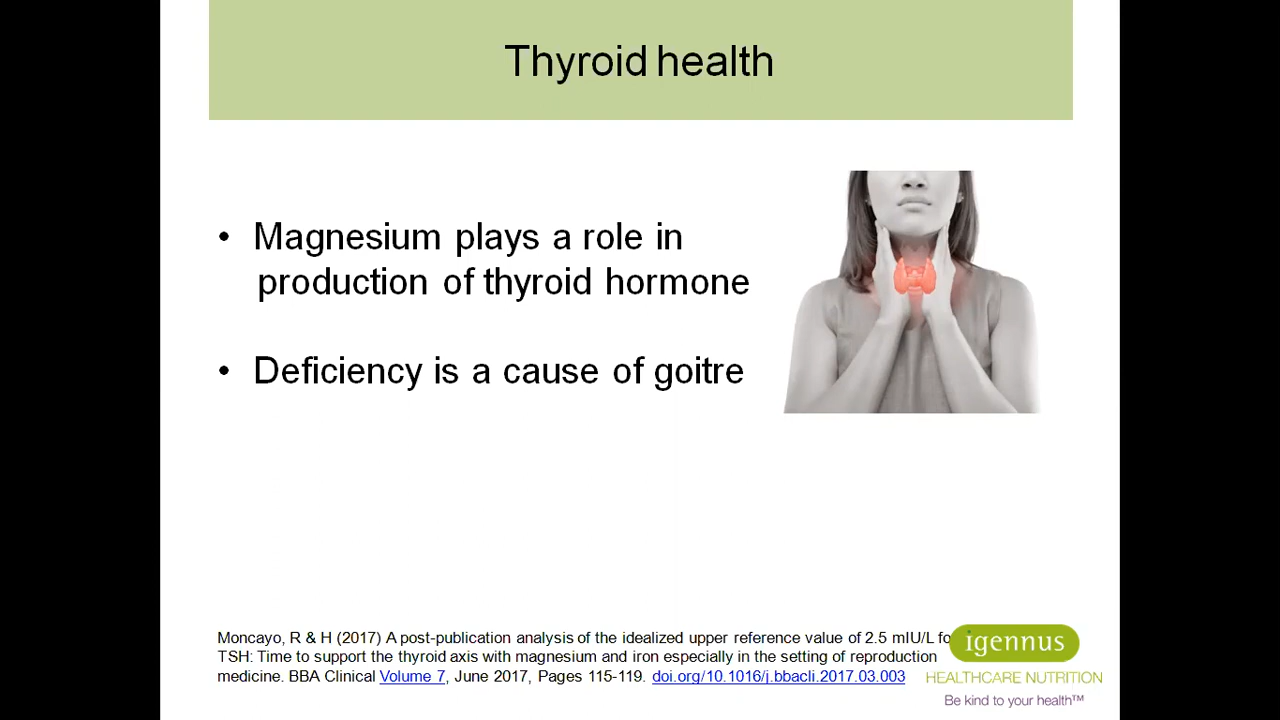 Thyroid health
• Magnesium plays a role in
production of thyroid hormone
• Deficiency is a cause of goitre
Moncayo, R & H (2017) A post-publication analysis of the idealized upper reference value of 2.5 mIU/L
TSH: Time to support the thyroid axis with magnesium and iron especially in the setting of reproduction
medicine. BBA Clinical Volume 7, June 2017, Pages 115-119. doi.org/10.1016/j.bbacli.2017.03.003
igennus
HEALTHCARE NUTRITION
Be kind to your health™